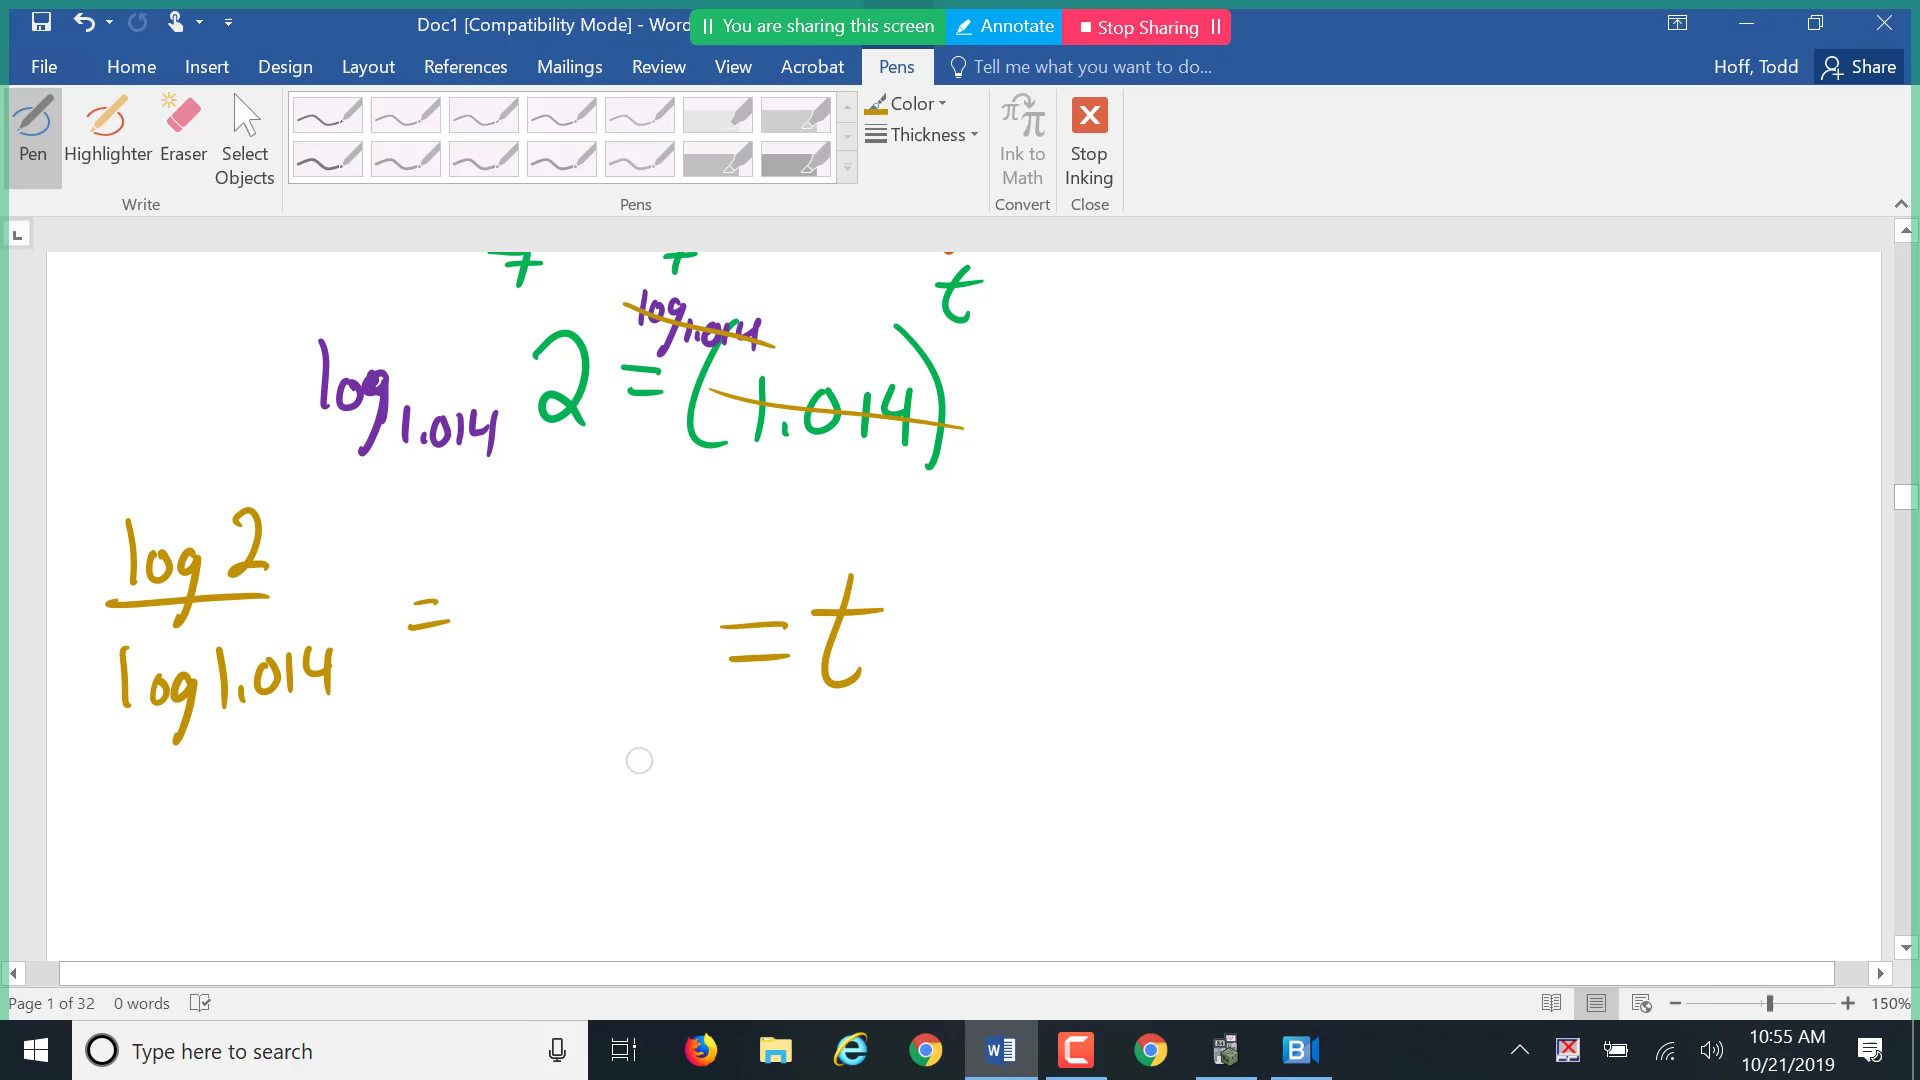 Doc1 [Compatibility Mode] - Word
You are sharing this screen
Annotate
Stop Sharing
File Home Insert Design Layout References Mailings Review View Acrobat Pens Tell me what you want to do... Hoff, Todd Share
Pen Highlighter Eraser Select Objects
Write
Pens
Color
Thickness
Ink to Math
Convert
Stop Inking
Close
7 7
t
log1.014
log1.014 2 = (1.014)
log 2
= = t
log 1.014
Page 1 of 32 0 words 150%
Type here to search
10:55 AM
10/21/2019